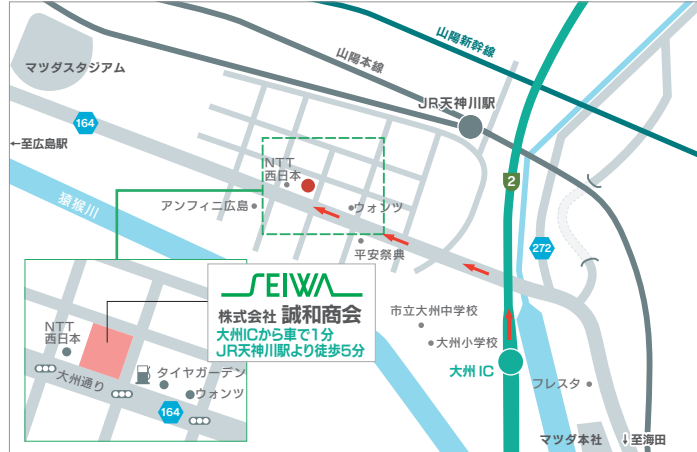 マツダスタジアム
山陽本線
山陽新幹線
JR天神川駅
164
←至広島駅
NTT
西日本
2
アンフィニ広島
ウォンツ
猿猴川
平安祭典
272
SEIWA
株式会社 誠和商会
大州ICから車で1分
JR天神川駅より徒歩5分
市立大州中学校
大州小学校
大州 IC
フレスタ
マツダ本社
↓至海田
NTT
西日本
大州通り
タイヤガーデン
ウォンツ
164